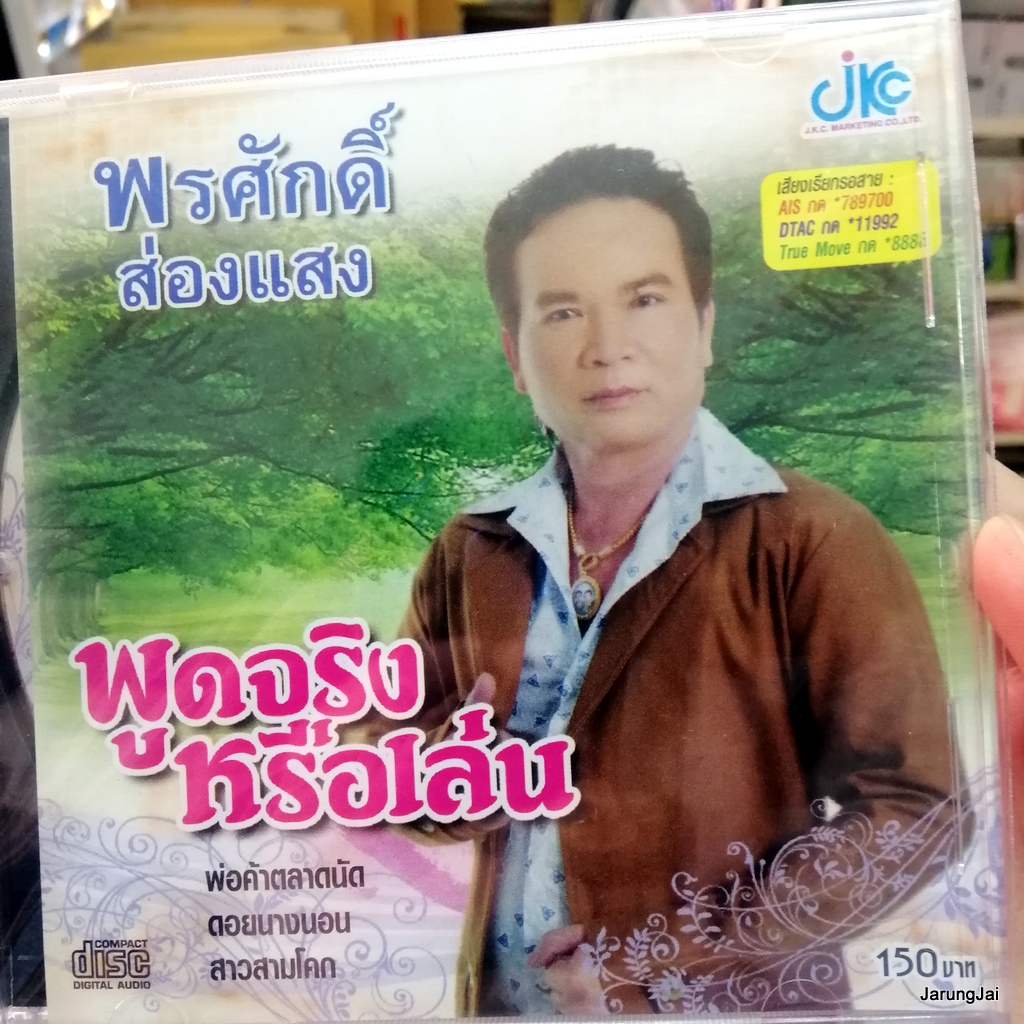 JKC
J.K.C. MARKETING CO.,LTD.
พรศักดิ์
ส่องแสง
เสียงเรียกรอสาย :
AIS กด *789700
DTAC กด *11992
True Move กด *8888
พูดจริง
หรือเล่น
พ่อค้าตลาดนัด
ดอยนางนอน
สาวสามโคก
COMPACT
disc
DIGITAL AUDIO
150บาท
JarungJai